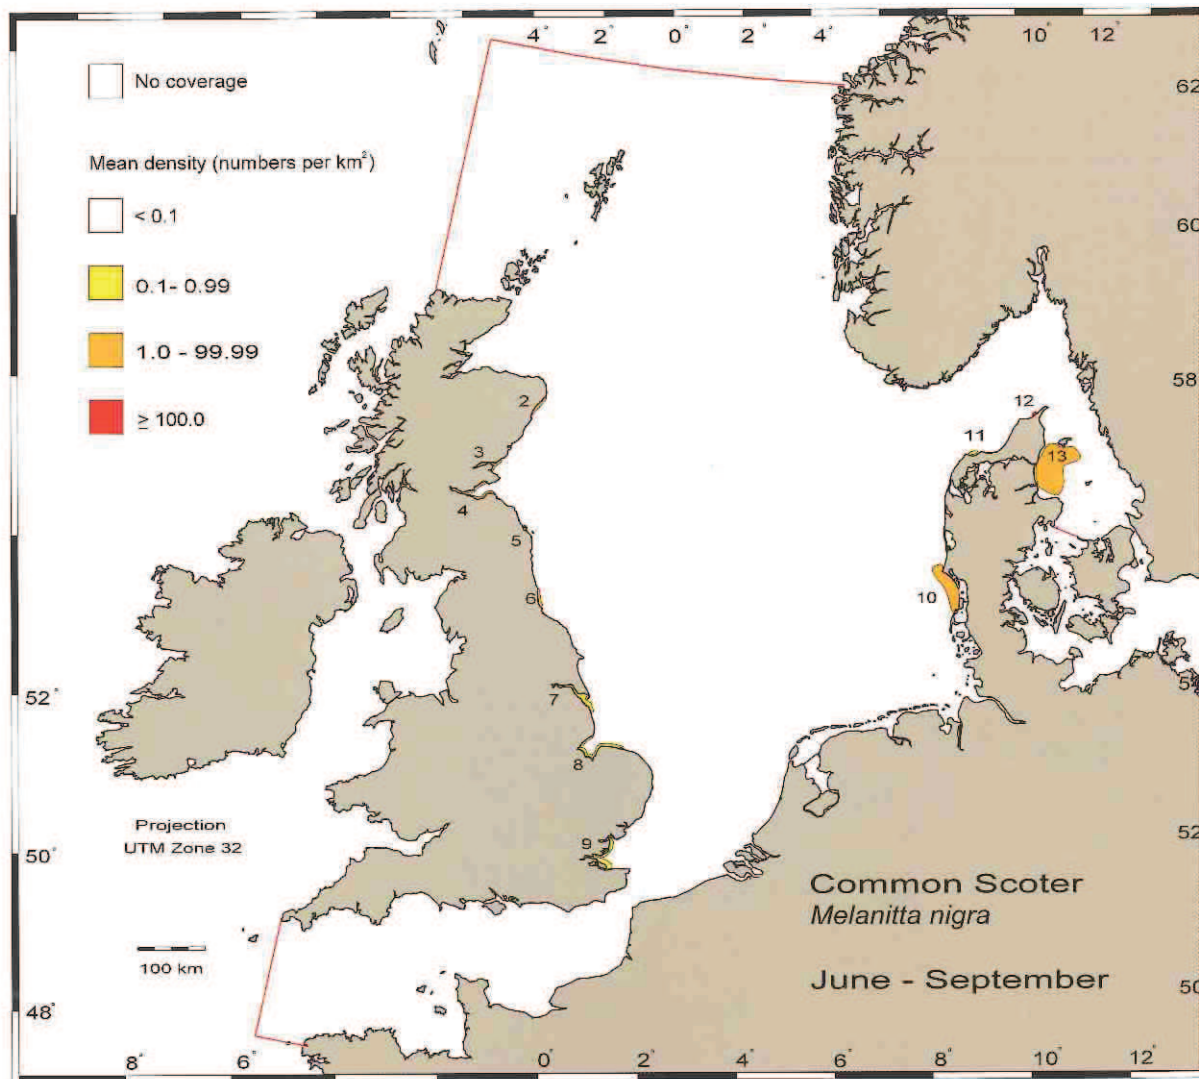 4° 2° 0° 2° 4° 10° 12°
No coverage
62
Mean density (numbers per km²)
< 0.1
60
0.1- 0.99
1.0 - 99.99
1
58°
≥ 100.0
2
12
11
13
3
4
5
10
6
52°
7
8
Projection
UTM Zone 32
52
9
50°
Common Scoter
Melanitta nigra
100 km
June - September
50
48°
8° 6° 0° 2° 4° 6° 8° 10° 12°